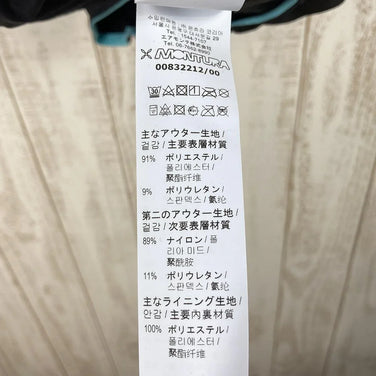 MONTURA
00832212/00
主なアウター生地/
겉감/主要表層材質
91% ポリエステル/
폴리에스터/
聚酯纤维
9% ポリウレタン/
스판덱스/氨纶
第二のアウター生地/
겉감/次要表層材質
89% ナイロン/폴
리아미드/
聚酰胺
11% ポリウレタン/
스판덱스/氨纶
主なライニング生地/
안감/主要内裏材質
100% ポリエステル/
폴리에스터/
聚酯纤维